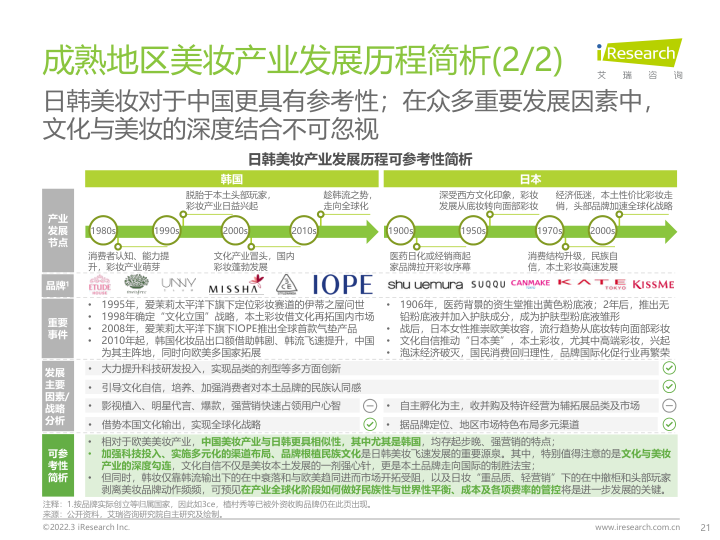 成熟地区美妆产业发展历程简析(2/2)
iResearch
艾 瑞 咨 询
日韩美妆对于中国更具有参考性；在众多重要发展因素中，
文化与美妆的深度结合不可忽视
日韩美妆产业发展历程可参考性简析
韩国
日本
产业
发展
节点
脱胎于本土头部玩家，
彩妆产业日益兴起
趁韩流之势，
走向全球化
1980s
1990s
2000s
2010s
消费者认知、能力提
升，彩妆产业萌芽
文化产业冒头，国内
彩妆蓬勃发展
深受西方文化印象，彩妆
发展从底妆转向面部彩妆
经济低迷，本土性价比彩妆走
俏，头部品牌加速全球化战略
1900s
1950s
1970s
2000s
医药日化或经销商起
家品牌拉开彩妆序幕
消费结构升级，民族自
信，本土彩妆高速发展
品牌¹
ETUDE
HOUSE
innisfree
UNNY
MISSHA
3CE
IOPE
shu uemura
SUQQU
CANMAKE
TOKYO
KATE
KISSME
重要
事件
• 1995年，爱茉莉太平洋下旗下定位彩妆赛道的伊蒂之屋问世
• 1998年确定“文化立国”战略，本土彩妆借文化再拓国内市场
• 2008年，爱茉莉太平洋下旗下IOPE推出全球首款气垫产品
• 2010年起，韩国化妆品出口额借助韩剧、韩流飞速提升，中国
为其主阵地，同时向欧美多国家拓展
• 1906年，医药背景的资生堂推出黄色粉底液；2年后，推出无
铅粉底液并加入护肤成分，成为护肤型粉底液雏形
• 战后，日本女性推崇欧美妆容，流行趋势从底妆转向面部彩妆
• 文化自信推动“日本美”，本土彩妆，尤其中高端彩妆，兴起
• 泡沫经济破灭，国民消费回归理性，品牌国际化促行业再繁荣
发展
主要
因素/
战略
分析
• 大力提升科技研发投入，实现品类的剂型等多方面创新
• 引导文化自信，培养、加强消费者对本土品牌的民族认同感
• 影视植入、明星代言、爆款，强营销快速占领用户心智
• 自主孵化为主，收并购及特许经营为辅拓展品类及市场
• 借势本国文化输出，实现全球化战略
• 据品牌定位、地区市场特色布局多元渠道
可参
考性
简析
• 相对于欧美美妆产业，中国美妆产业与日韩更具相似性，其中尤其是韩国，均存起步晚、强营销的特点；
• 加强科技投入、实施多元化的渠道布局、品牌根植民族文化是日韩美妆飞速发展的重要源泉。其中，特别值得注意的是文化与美妆
产业的深度勾连，文化自信不仅是美妆本土发展的一剂强心针，更是本土品牌走向国际的制胜法宝；
• 但同时，韩妆仅靠韩流输出下的在中衰落和与欧美趋同进而市场开拓受阻，以及日妆“重品质、轻营销”下的在中撤柜和头部玩家
剥离美妆品牌动作频频，可预见在产业全球化阶段如何做好民族性与世界性平衡、成本及各项费率的管控将是进一步发展的关键。
注释：1.按品牌实际创立等归属国家，因此如3ce，植村秀等已被外资收购品牌仍在此页出现。
来源：公开资料，艾瑞咨询研究院自主研究及绘制。
©2022.3 iResearch Inc.
www.iresearch.com.cn
21